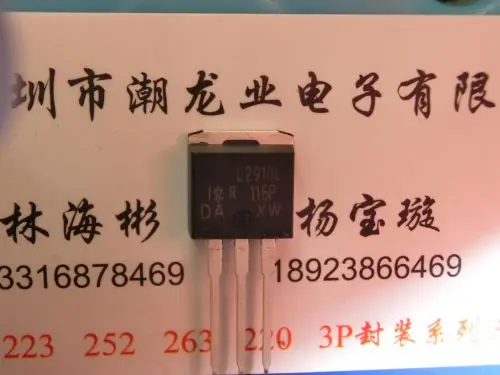 圳市潮龙业电子有限
L2910L
IR 116P
DA XW
林海彬 杨宝璇
3316878469 18923866469
223 252 263 220 3P封装系列